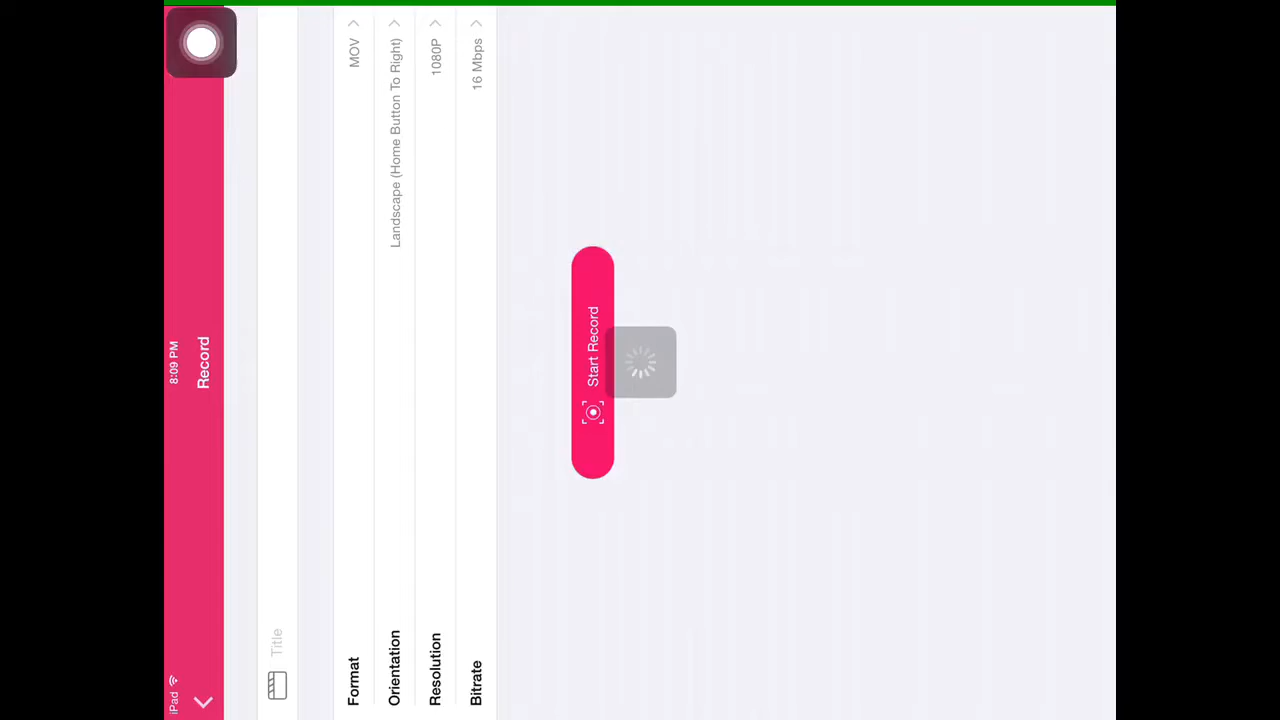 iPad 8:09 PM
Record
Title
Format MOV
Orientation Landscape (Home Button To Right)
Resolution 1080P
Bitrate 16 Mbps
Start Record